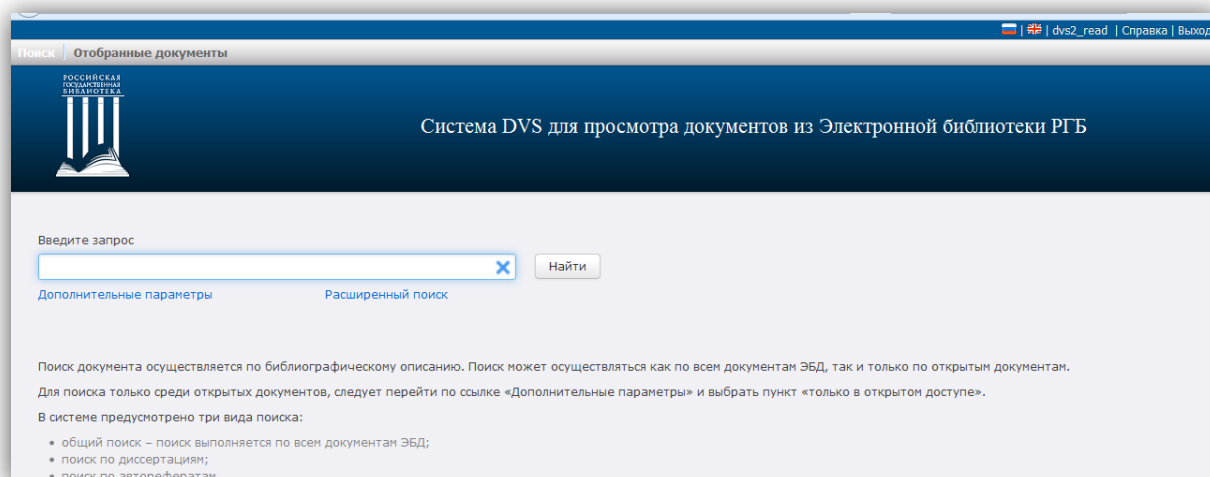 | | dvs2_read | Справка | Выход
Поиск Отобранные документы
РОССИЙСКАЯ
ГОСУДАРСТВЕННАЯ
БИБЛИОТЕКА
Система DVS для просмотра документов из Электронной библиотеки РГБ
Введите запрос
Найти
Дополнительные параметры Расширенный поиск
Поиск документа осуществляется по библиографическому описанию. Поиск может осуществляться как по всем документам ЭБД, так и только по открытым документам.
Для поиска только среди открытых документов, следует перейти по ссылке «Дополнительные параметры» и выбрать пункт «только в открытом доступе».
В системе предусмотрено три вида поиска:
• общий поиск – поиск выполняется по всем документам ЭБД;
• поиск по диссертациям;
• поиск по авторефератам